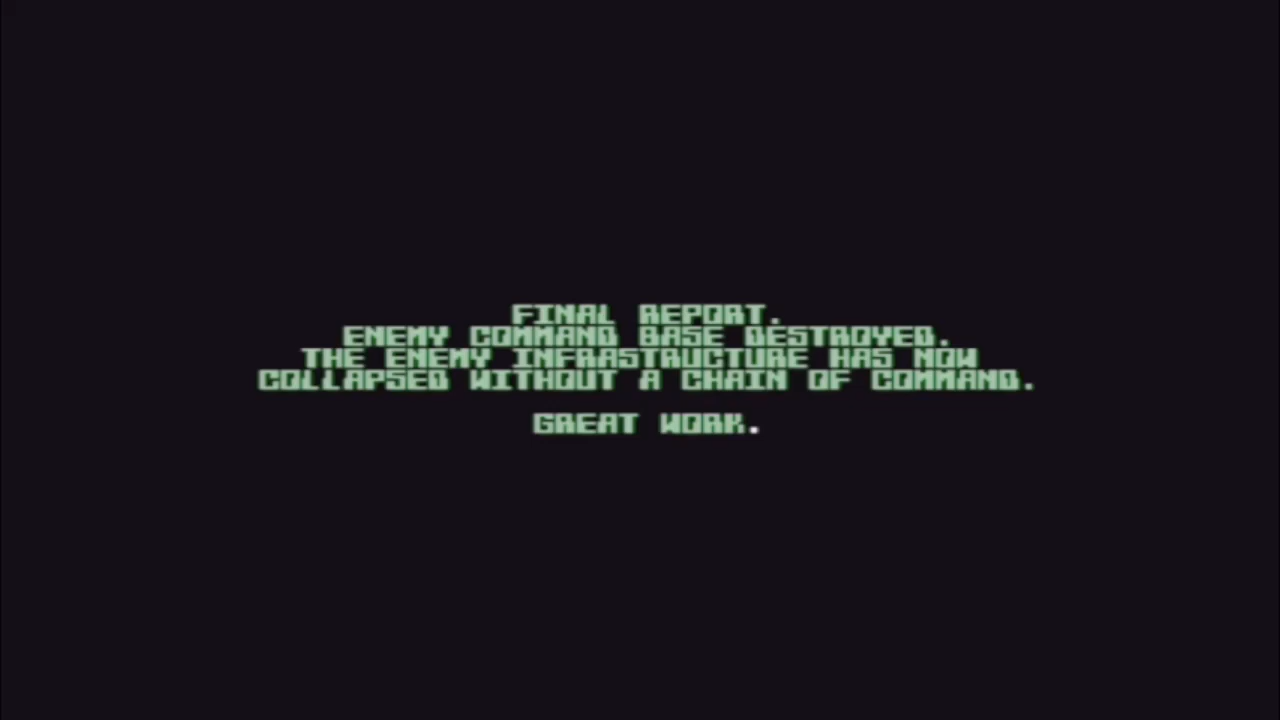 FINAL REPORT.
ENEMY COMMAND BASE DESTROYED.
THE ENEMY INFRASTRUCTURE HAS NOW
COLLAPSED WITHOUT A CHAIN OF COMMAND.
GREAT WORK.